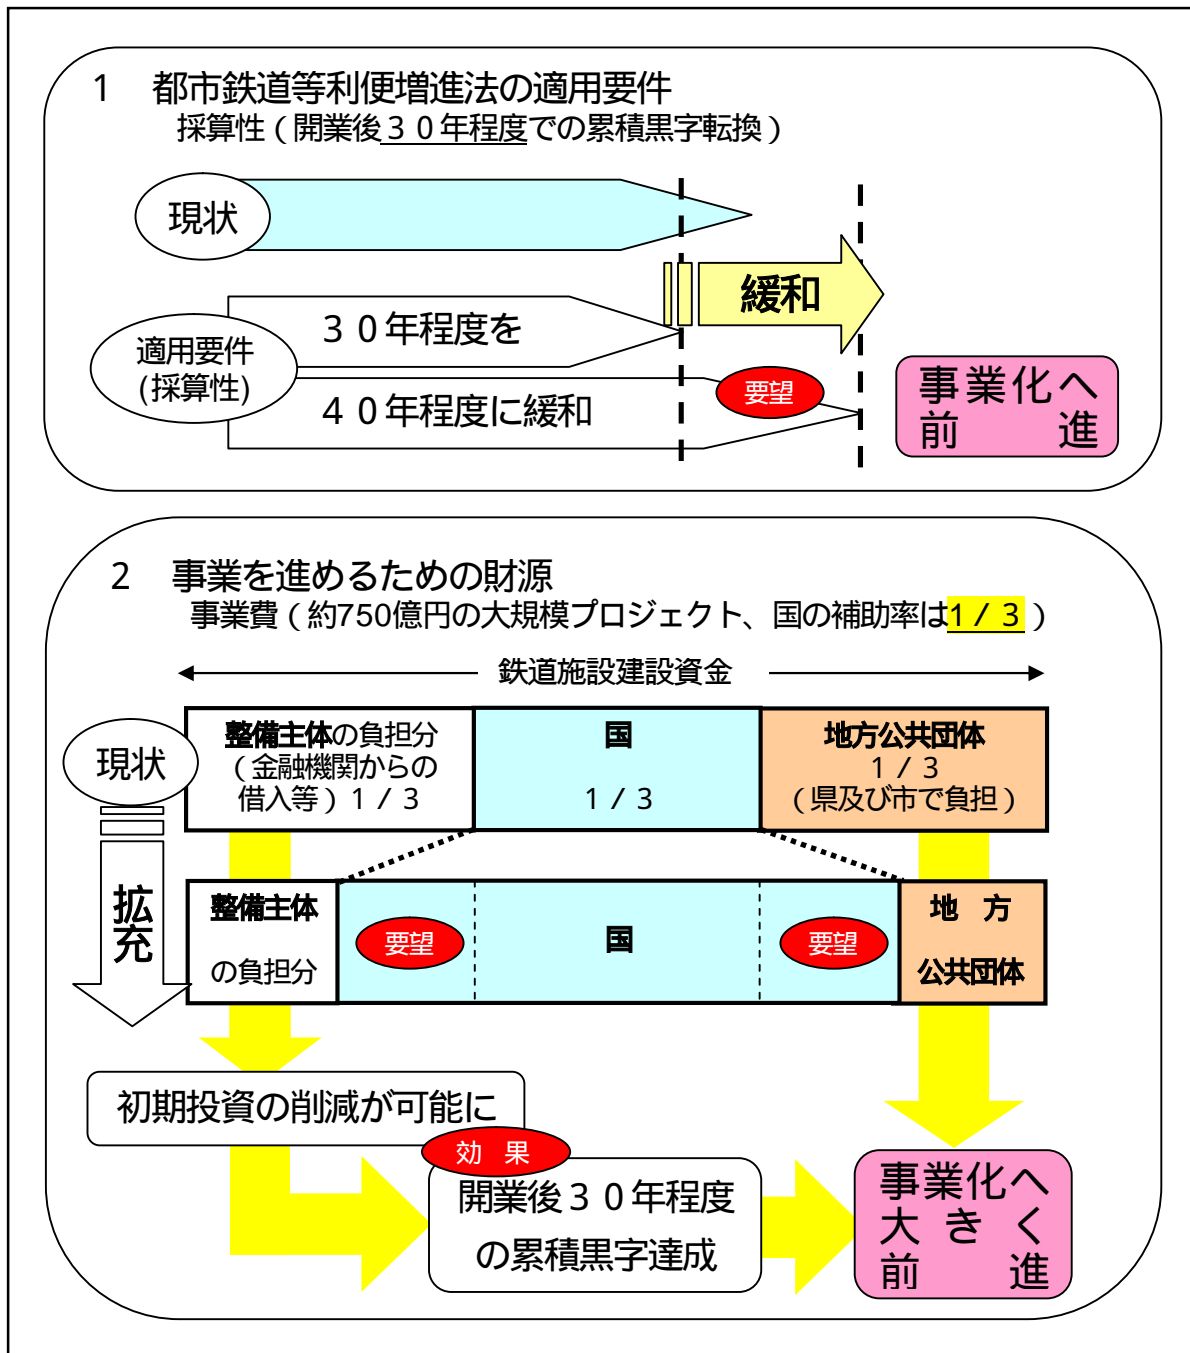 1 都市鉄道等利便増進法の適用要件
採算性(開業後30年程度での累積黒字転換)
現状
緩和
30年程度を
適用要件
(採算性)
40年程度に緩和
要望
事業化へ
前進
2 事業を進めるための財源
事業費(約750億円の大規模プロジェクト、国の補助率は1/3)
鉄道施設建設資金
現状
整備主体の負担分
(金融機関からの
借入等)1/3
国
1/3
地方公共団体
1/3
(県及び市で負担)
拡充
整備主体
の負担分
要望
国
要望
地 方
公共団体
初期投資の削減が可能に
効 果
開業後30年程度
の累積黒字達成
事業化へ
大きく
前進